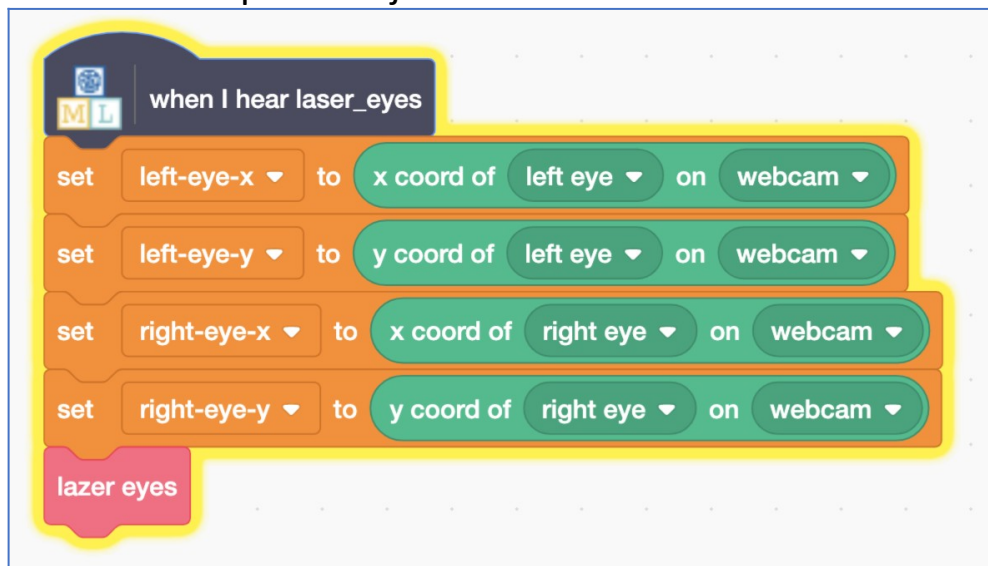 ML when I hear laser_eyes
set left-eye-x to x coord of left eye on webcam
set left-eye-y to y coord of left eye on webcam
set right-eye-x to x coord of right eye on webcam
set right-eye-y to y coord of right eye on webcam
lazer eyes